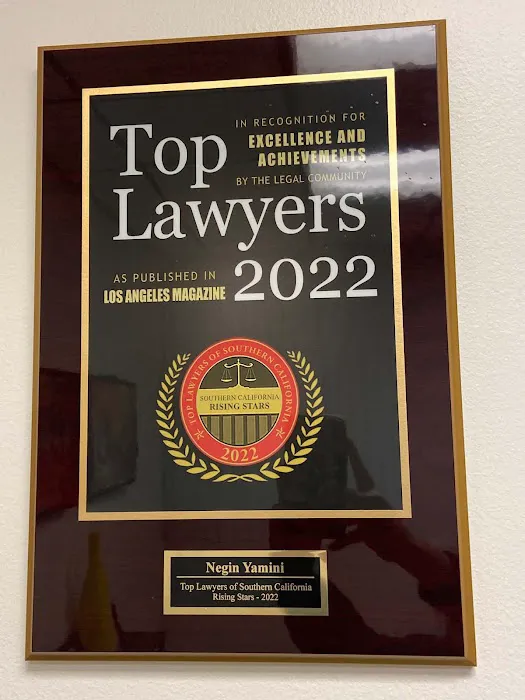 IN RECOGNITION FOR
EXCELLENCE AND
ACHIEVEMENTS
BY THE LEGAL COMMUNITY
Top
Lawyers
2022
AS PUBLISHED IN
LOS ANGELES MAGAZINE
TOP LAWYERS OF SOUTHERN CALIFORNIA
SOUTHERN CALIFORNIA
RISING STARS
2022
Negin Yamini
Top Lawyers of Southern California
Rising Stars - 2022